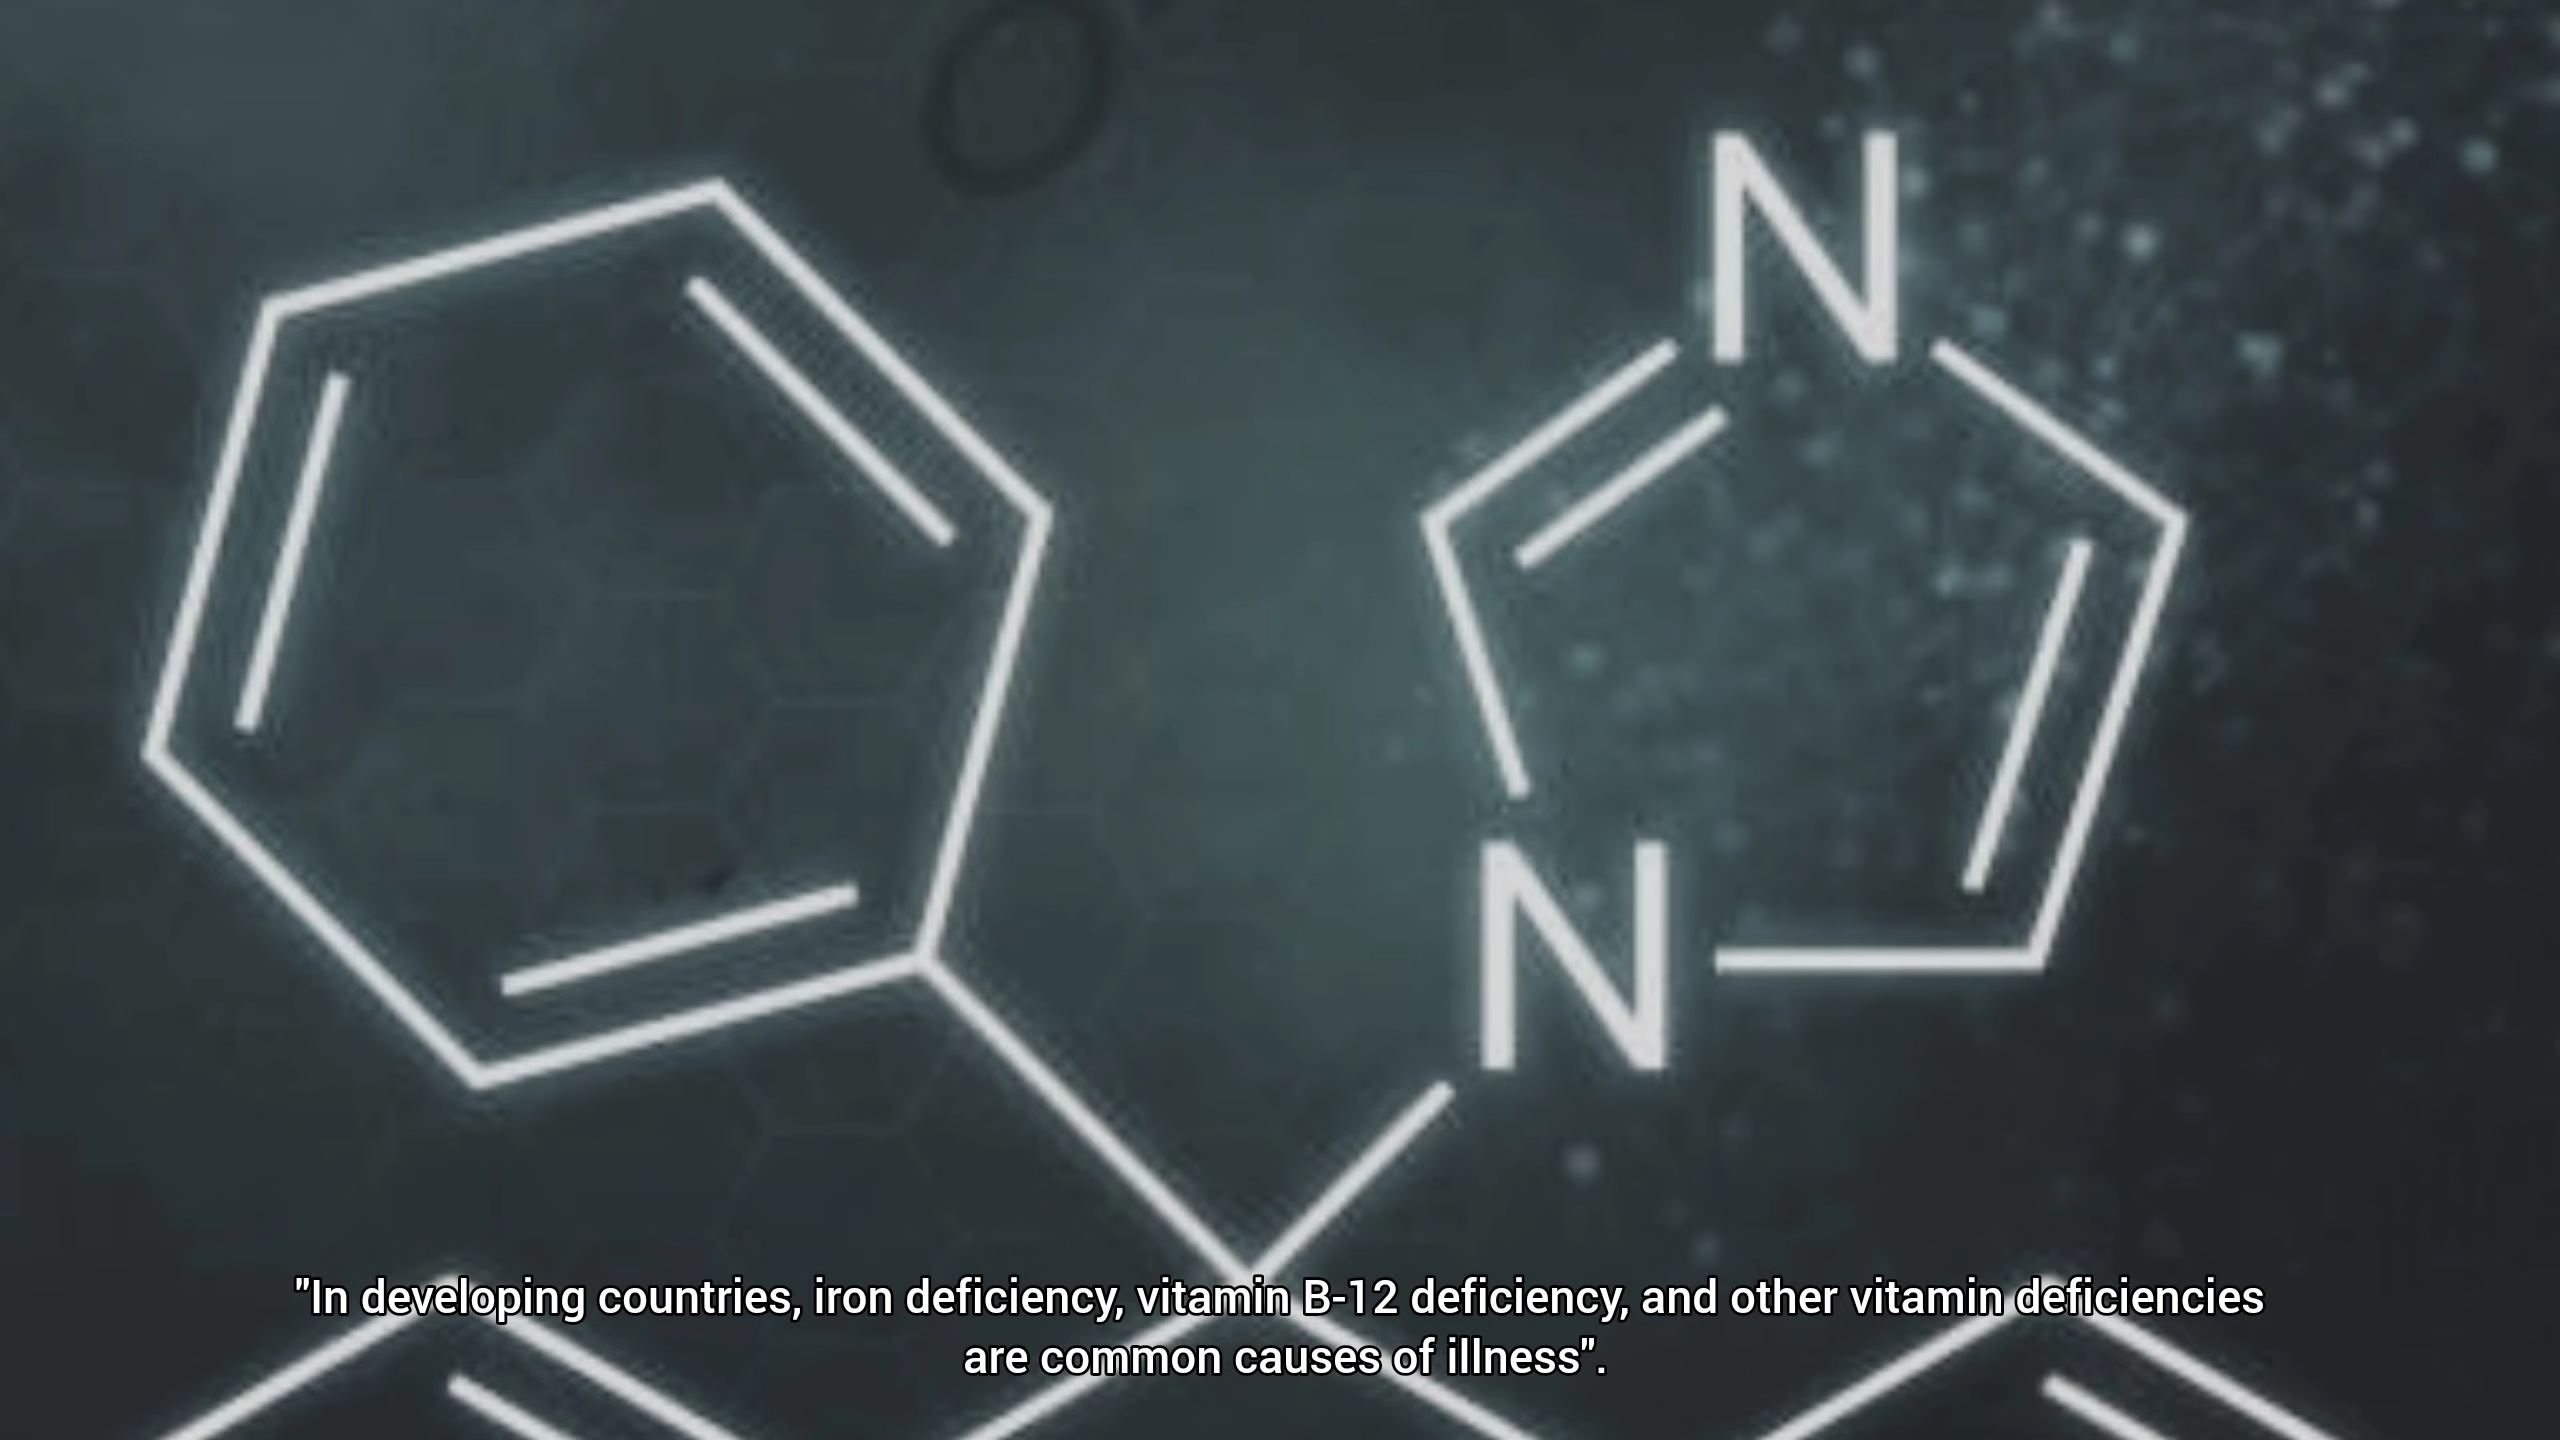 N
N
"In developing countries, iron deficiency, vitamin B-12 deficiency, and other vitamin deficiencies
are common causes of illness".